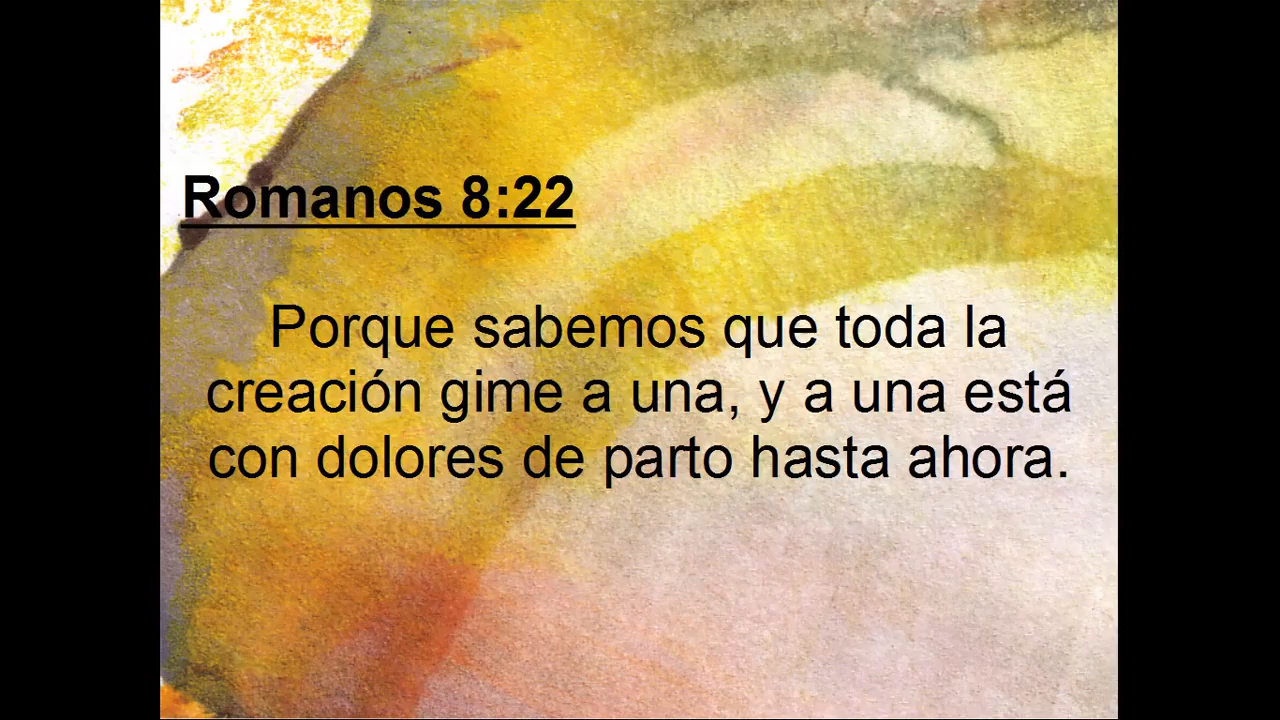 Romanos 8:22
Porque sabemos que toda la
creación gime a una, y a una está
con dolores de parto hasta ahora.